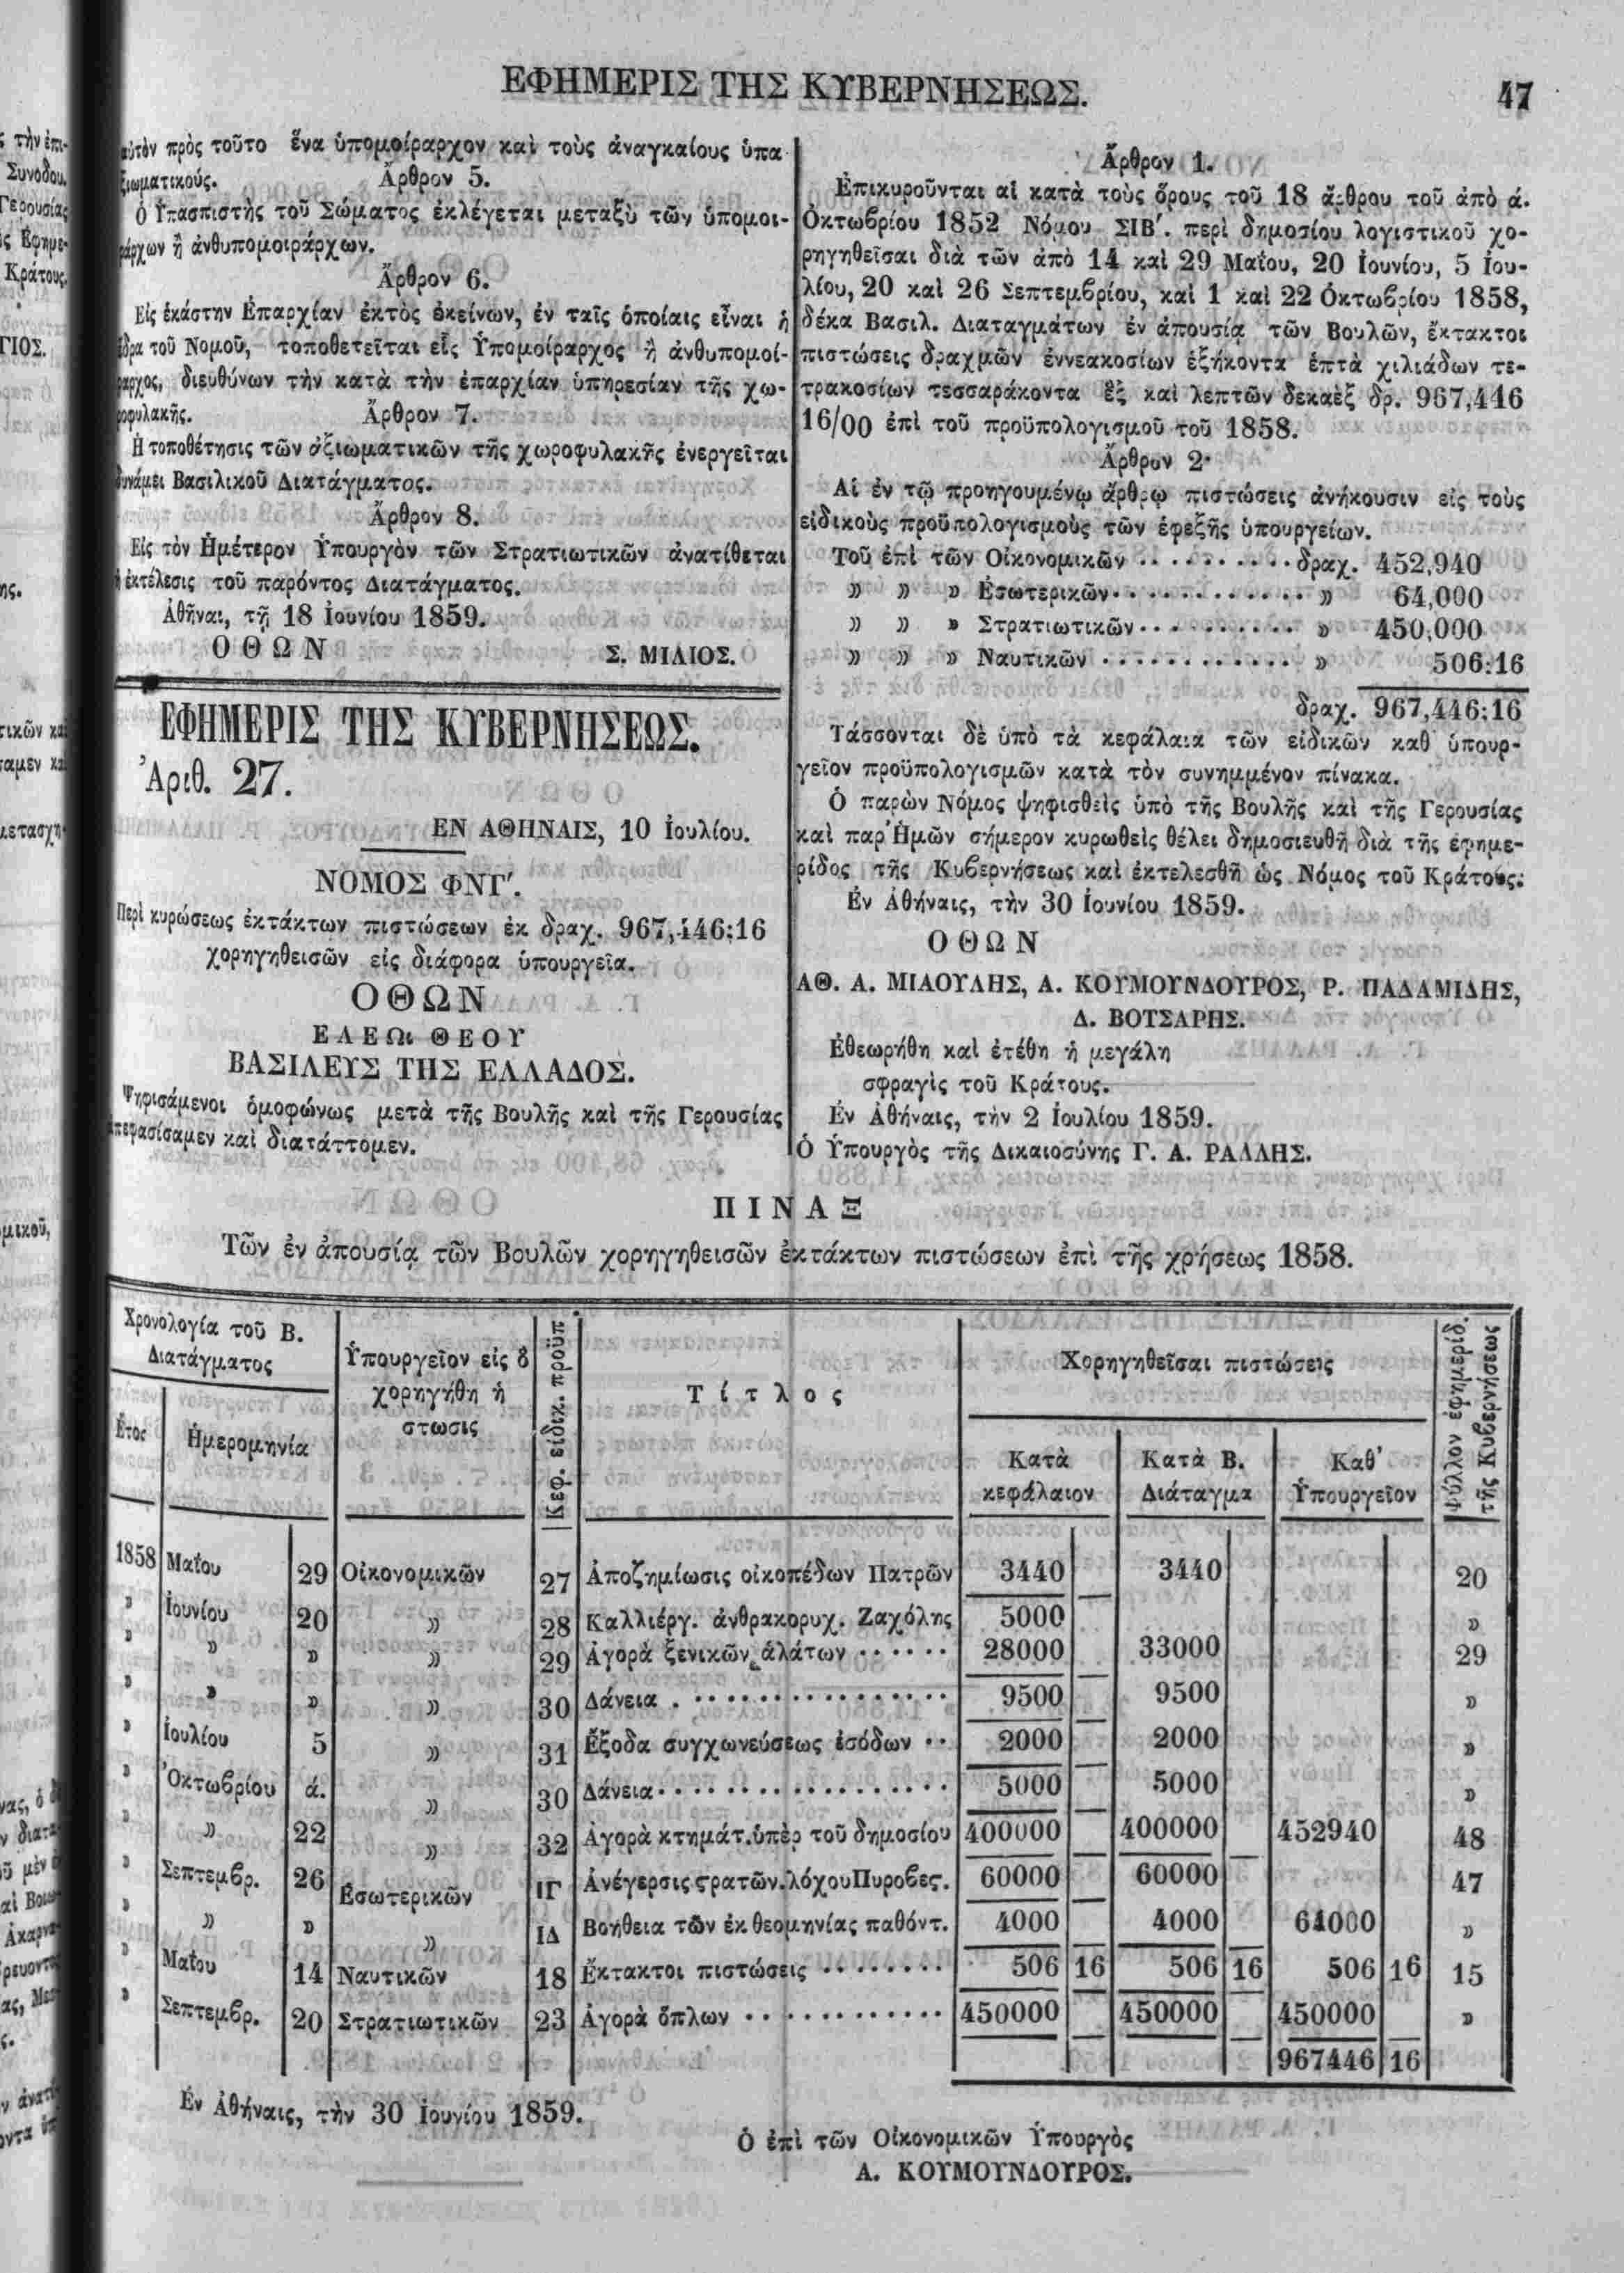 ΕΦΗΜΕΡΙΣ ΤΗΣ ΚΥΒΕΡΝΗΣΕΩΣ.
47
αὐτὸν πρὸς τοῦτο ἕνα ὑπομοίραρχον καὶ τοὺς ἀναγκαίους ὑπα
ξιωματικούς.
Ἄρθρον 5.
Ὁ Ὑπασπιστὴς τοῦ Σώματος ἐκλέγεται μεταξὺ τῶν ὑπομοι-
ράρχων ἢ ἀνθυπομοιράρχων.
Ἄρθρον 6.
Εἰς ἑκάστην Ἐπαρχίαν ἐκτὸς ἐκείνων, ἐν ταῖς ὁποίαις εἶναι ἡ
ἕδρα τοῦ Νομοῦ, τοποθετεῖται εἷς Ὑπομοίραρχος ἢ ἀνθυπομοί-
ραρχος, διευθύνων τὴν κατὰ τὴν ἐπαρχίαν ὑπηρεσίαν τῆς χω-
ροφυλακῆς.
Ἄρθρον 7.
Ἡ τοποθέτησις τῶν ἀξιωματικῶν τῆς χωροφυλακῆς ἐνεργεῖται
δυνάμει Βασιλικοῦ Διατάγματος.
Ἄρθρον 8.
Εἰς τὸν Ἡμέτερον Ὑπουργὸν τῶν Στρατιωτικῶν ἀνατίθεται
ἡ ἐκτέλεσις τοῦ παρόντος Διατάγματος.
Ἀθῆναι, τῇ 18 Ἰουνίου 1859.
ΟΘΩΝ
Σ. ΜΙΛΙΟΣ.
ΕΦΗΜΕΡΙΣ ΤΗΣ ΚΥΒΕΡΝΗΣΕΩΣ.
Ἀριθ. 27.
ΕΝ ΑΘΗΝΑΙΣ, 10 Ἰουλίου.
ΝΟΜΟΣ ΦΝΓ΄.
Περὶ κυρώσεως ἐκτάκτων πιστώσεων ἐκ δραχ. 967,446:16
χορηγηθεισῶν εἰς διάφορα ὑπουργεῖα.
ΟΘΩΝ
ΕΛΕΩι ΘΕΟΥ
ΒΑΣΙΛΕΥΣ ΤΗΣ ΕΛΛΑΔΟΣ.
Ψηφισάμενοι ὁμοφώνως μετὰ τῆς Βουλῆς καὶ τῆς Γερουσίας
ἀπεφασίσαμεν καὶ διατάττομεν.
Ἄρθρον 1.
Ἐπικυροῦνται αἱ κατὰ τοὺς ὅρους τοῦ 18 ἄρθρου τοῦ ἀπὸ ά.
Ὀκτωβρίου 1852 Νόμου ΣΙΒ΄. περὶ δημοσίου λογιστικοῦ χο-
ρηγηθεῖσαι διὰ τῶν ἀπὸ 14 καὶ 29 Μαΐου, 20 Ἰουνίου, 5 Ἰου-
λίου, 20 καὶ 26 Σεπτεμβρίου, καὶ 1 καὶ 22 Ὀκτωβρίου 1858,
δέκα Βασιλ. Διαταγμάτων ἐν ἀπουσίᾳ τῶν Βουλῶν, ἔκτακτοι
πιστώσεις δραχμῶν ἐννεακοσίων ἑξήκοντα ἑπτὰ χιλιάδων τε-
τρακοσίων τεσσαράκοντα ἓξ καὶ λεπτῶν δεκαὲξ δρ. 967,446
16/00 ἐπὶ τοῦ προϋπολογισμοῦ τοῦ 1858.
Ἄρθρον 2.
Αἱ ἐν τῷ προηγουμένῳ ἄρθρῳ πιστώσεις ἀνήκουσιν εἰς τοὺς
εἰδικοὺς προϋπολογισμοὺς τῶν ἑφεξῆς ὑπουργείων.
Τοῦ ἐπὶ τῶν Οἰκονομικῶν . . . . . . . . . . δραχ. 452,940
» » » Ἐσωτερικῶν . . . . . . . . . . . . . » 64,000
» » » Στρατιωτικῶν . . . . . . . . . . » 450,000
» » » Ναυτικῶν . . . . . . . . . . . . . » 506:16
δραχ. 967,446:16
Τάσσονται δὲ ὑπὸ τὰ κεφάλαια τῶν εἰδικῶν καθ' ὑπουρ-
γεῖον προϋπολογισμῶν κατὰ τὸν συνημμένον πίνακα.
Ὁ παρὼν Νόμος ψηφισθεὶς ὑπὸ τῆς Βουλῆς καὶ τῆς Γερουσίας
καὶ παρ' Ἡμῶν σήμερον κυρωθεὶς θέλει δημοσιευθῆ διὰ τῆς ἐφημε-
ρίδος τῆς Κυβερνήσεως καὶ ἐκτελεσθῆ ὡς Νόμος τοῦ Κράτους.
Ἐν Ἀθήναις, τὴν 30 Ἰουνίου 1859.
ΟΘΩΝ
ΑΘ. Α. ΜΙΑΟΥΛΗΣ, Α. ΚΟΥΜΟΥΝΔΟΥΡΟΣ, Ρ. ΠΑΛΑΜΙΔΗΣ,
Δ. ΒΟΤΣΑΡΗΣ.
Ἐθεωρήθη καὶ ἐτέθη ἡ μεγάλη
σφραγὶς τοῦ Κράτους.
Ἐν Ἀθήναις, τὴν 2 Ἰουλίου 1859.
Ὁ Ὑπουργὸς τῆς Δικαιοσύνης Γ. Α. ΡΑΛΛΗΣ.
ΠΙΝΑΞ
Τῶν ἐν ἀπουσίᾳ τῶν Βουλῶν χορηγηθεισῶν ἐκτάκτων πιστώσεων ἐπὶ τῆς χρήσεως 1858.
Χρονολογία τοῦ Β. Διατάγματος
Ἔτος
Ἡμερομηνία
Ὑπουργεῖον εἰς ὃ
χορηγήθη ἡ
στωσις
Κεφ. εἰδικ. προϋπ
Τίτλος
Χορηγηθεῖσαι πιστώσεις
Κατὰ κεφάλαιον
Κατὰ Β. Διάταγμα
Καθ' Ὑπουργεῖον
Φύλλον ἐφημερίδ. τῆς Κυβερνήσεως
1858 Μαΐου 29 Οἰκονομικῶν 27 Ἀποζημίωσις οἰκοπέδων Πατρῶν 3440 3440 20
» Ἰουνίου 20 » 28 Καλλιέργ. ἀνθρακορυχ. Ζαχόλης 5000 »
» » » » 29 Ἀγορὰ ξενικῶν ἁλάτων . . . . . . 28000 33000 29
» » » » 30 Δάνεια . . . . . . . . . . . . . . . . . 9500 9500 »
» Ἰουλίου 5 » 31 Ἔξοδα συγχωνεύσεως ἐσόδων . . 2000 2000 »
» Ὀκτωβρίου ά. » 30 Δάνεια . . . . . . . . . . . . . . . . . . 5000 5000 »
» » 22 » 32 Ἀγορὰ κτημάτ. ὑπὲρ τοῦ δημοσίου 400000 400000 452940 48
» Σεπτεμβρ. 26 Ἐσωτερικῶν ΙΓ Ἀνέγερσις ϛρατών. λόχου Πυροβεϛ. 60000 60000 47
» » » » ΙΔ Βοήθεια τῶν ἐκ θεομηνίας παθόντ. 4000 4000 64000 »
» Μαΐου 14 Ναυτικῶν 18 Ἔκτακτοι πιστώσεις . . . . . . . . 506 16 506 16 506 16 15
» Σεπτεμβρ. 20 Στρατιωτικῶν 23 Ἀγορὰ ὅπλων . . . . . . . . . . . . 450000 450000 450000 »
967446 16
Ἐν Ἀθήναις, τὴν 30 Ἰουνίου 1859.
Ὁ ἐπὶ τῶν Οἰκονομικῶν Ὑπουργὸς
Α. ΚΟΥΜΟΥΝΔΟΥΡΟΣ.